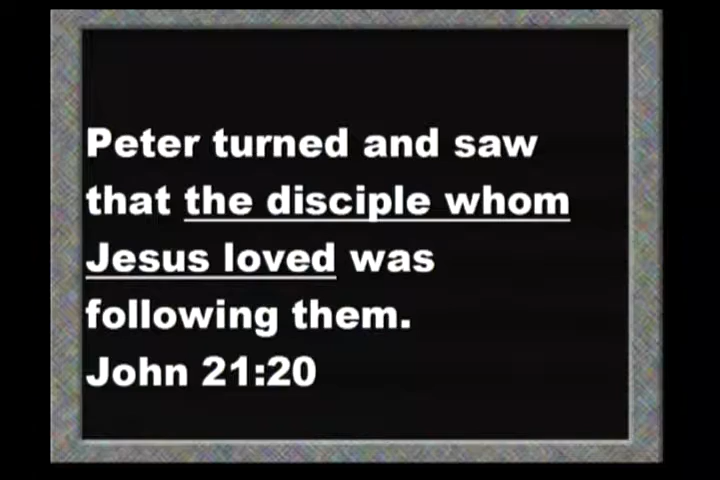 Peter turned and saw
that the disciple whom
Jesus loved was
following them.
John 21:20